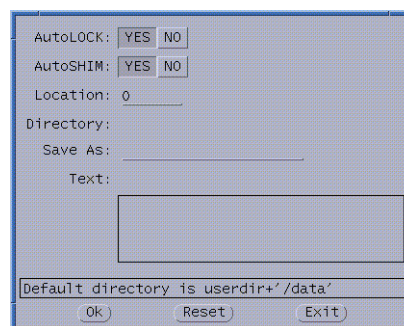 AutoLOCK: YES NO
AutoSHIM: YES NO
Location: 0
Directory:
Save As:
Text:
Default directory is userdir+'/data'
Ok Reset Exit